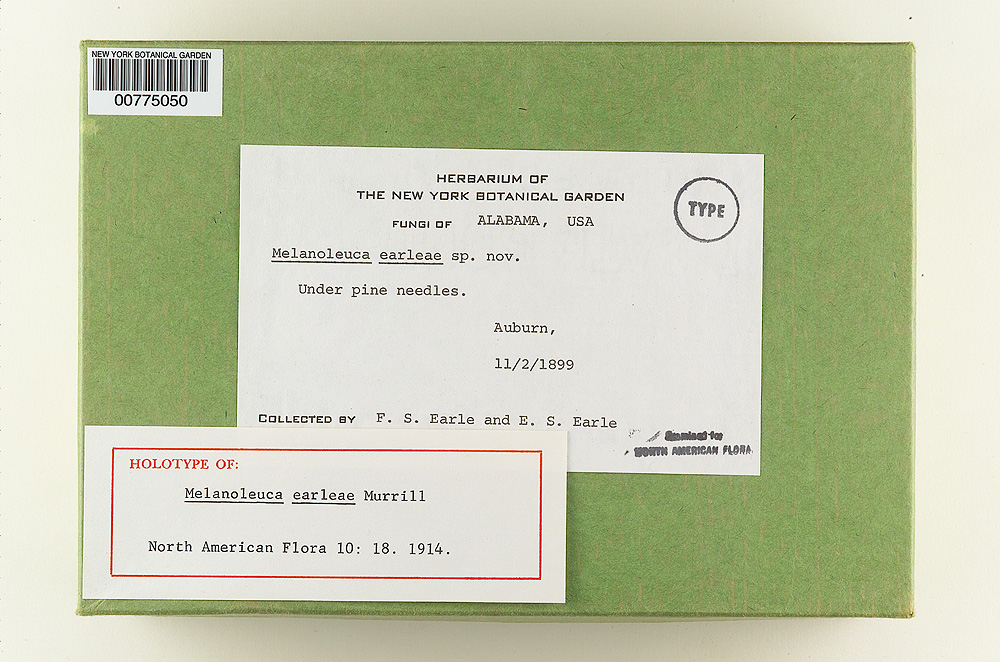 NEW YORK BOTANICAL GARDEN
00775050
HERBARIUM OF
THE NEW YORK BOTANICAL GARDEN
FUNGI OF ALABAMA, USA
TYPE
Melanoleuca earleae sp. nov.
Under pine needles.
Auburn,
11/2/1899
COLLECTED BY F. S. Earle and E. S. Earle
Examined for
NORTH AMERICAN FLORA
HOLOTYPE OF:
Melanoleuca earleae Murrill
North American Flora 10: 18. 1914.